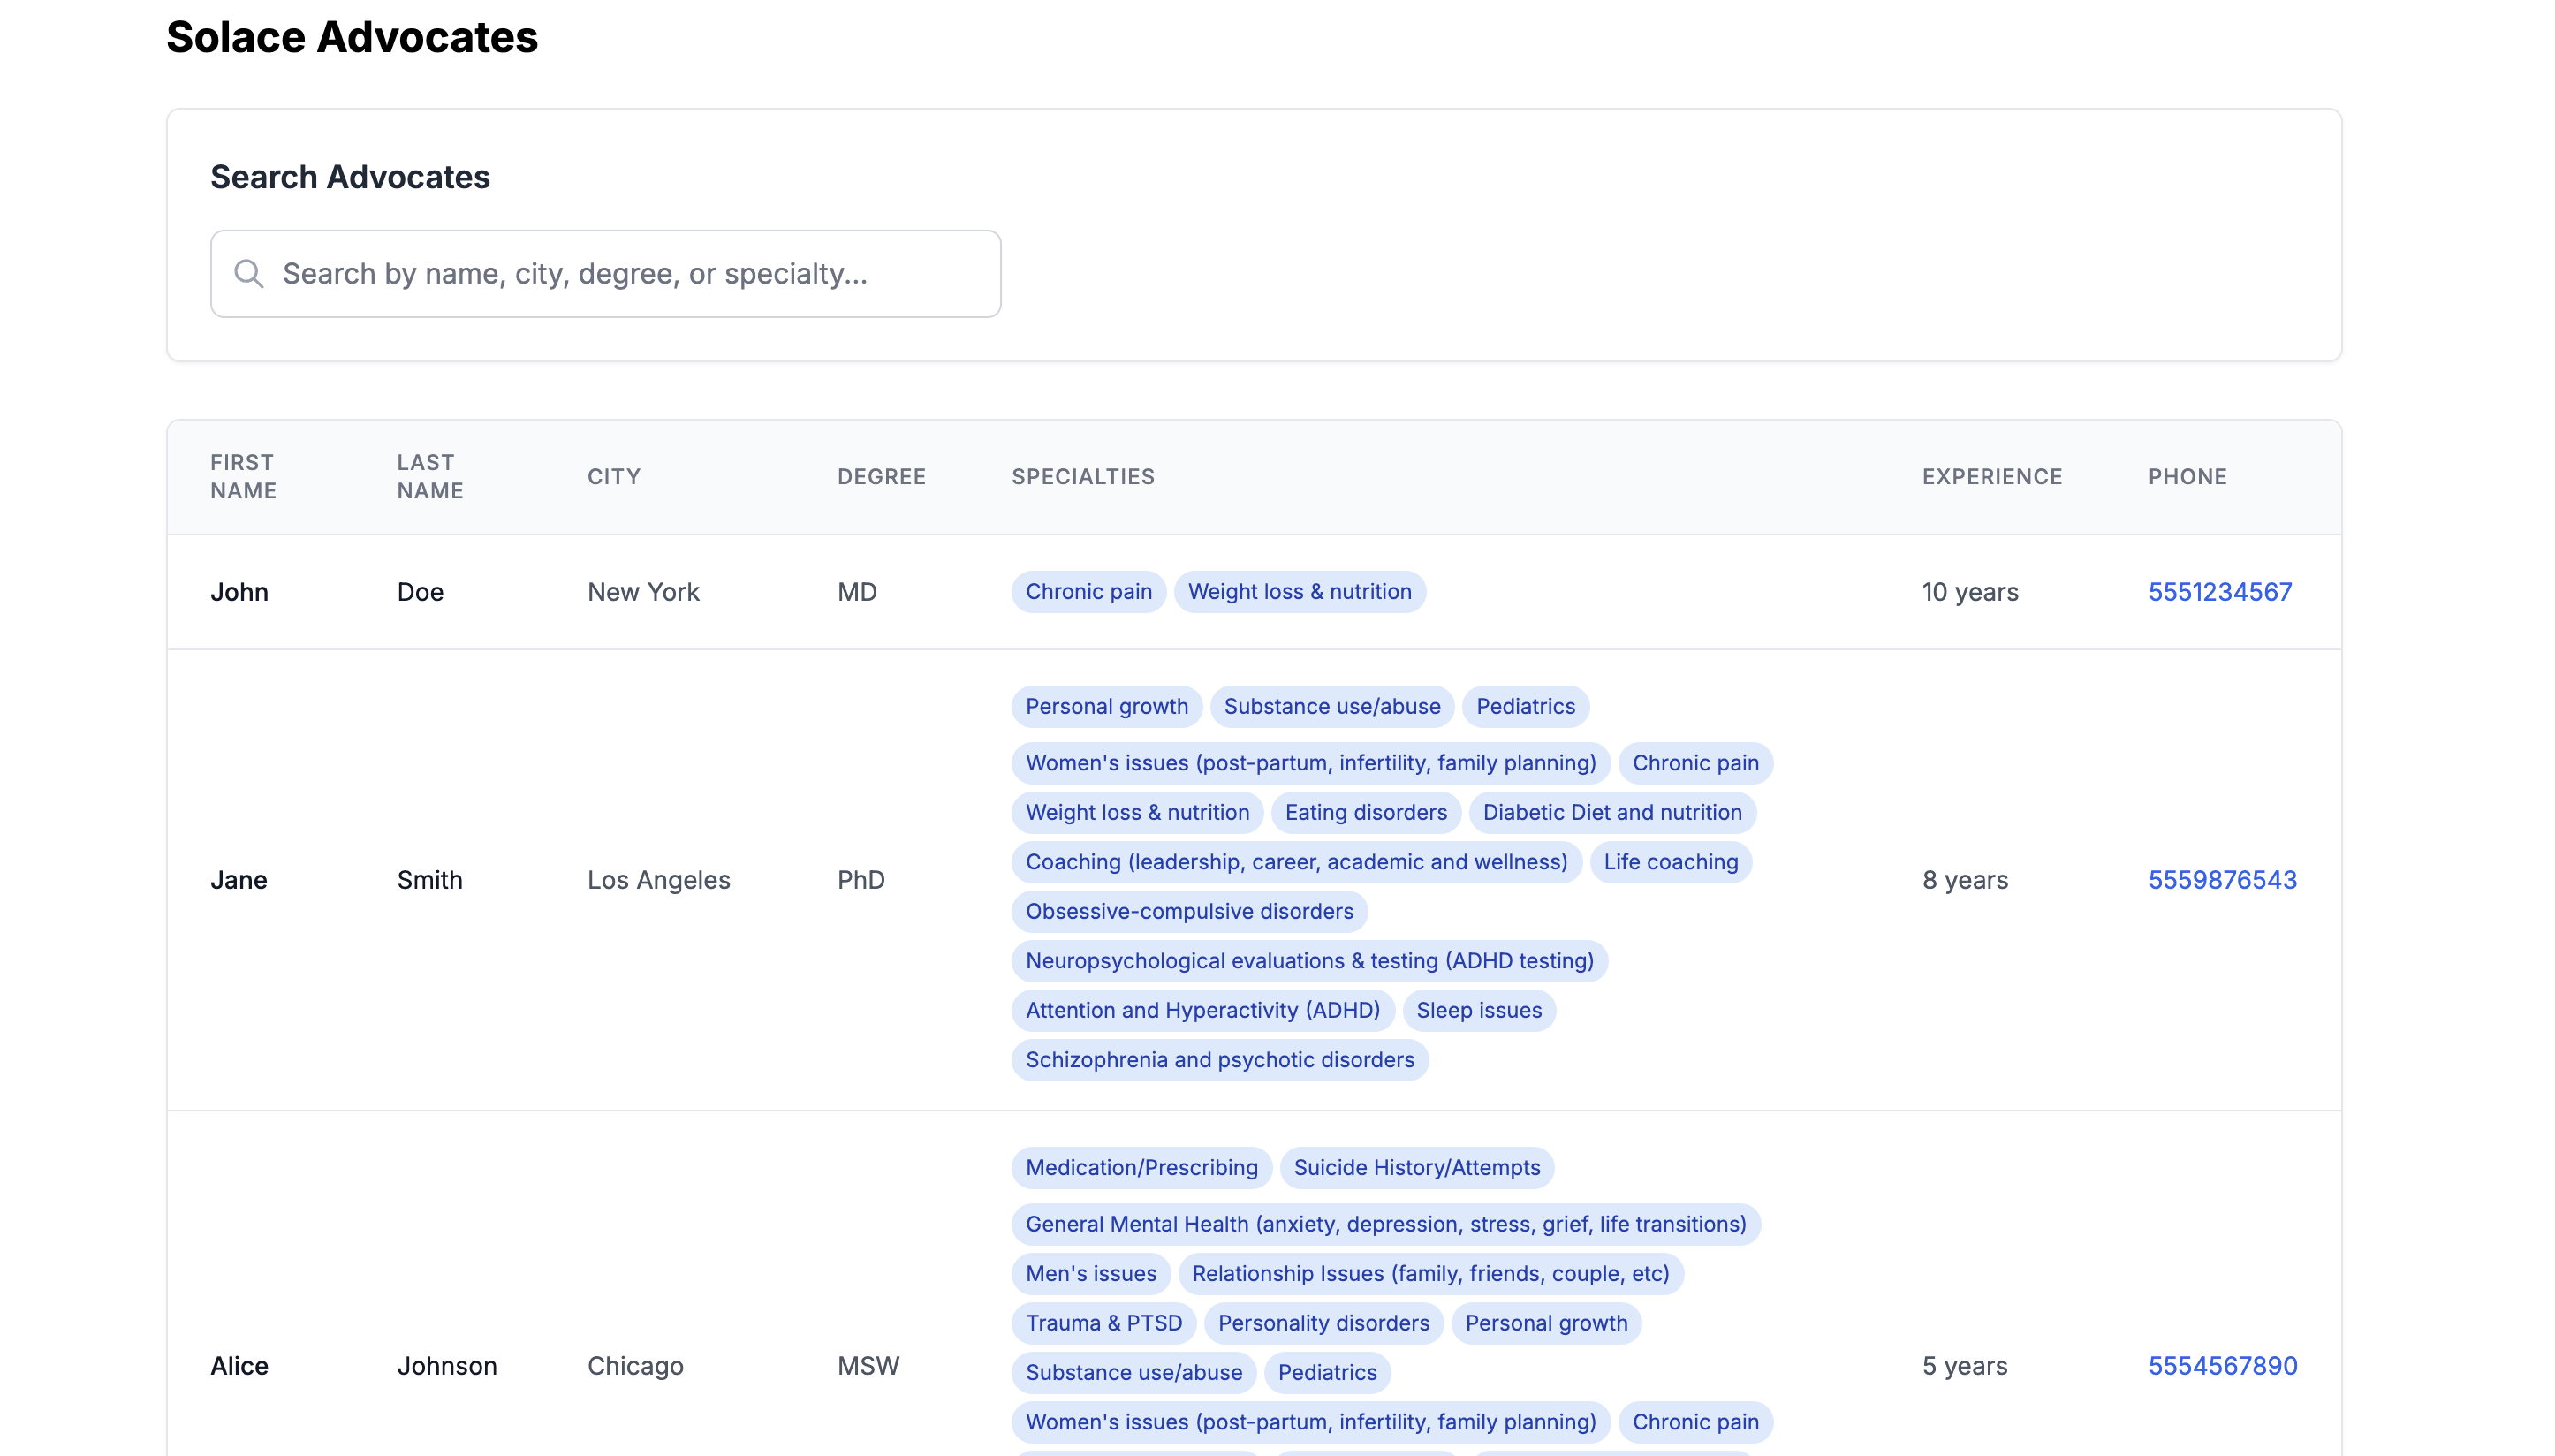 Solace Advocates
Search Advocates
Search by name, city, degree, or specialty...
FIRST NAME LAST NAME CITY DEGREE SPECIALTIES EXPERIENCE PHONE
John Doe New York MD Chronic pain Weight loss & nutrition 10 years 5551234567
Personal growth Substance use/abuse Pediatrics
Women's issues (post-partum, infertility, family planning) Chronic pain
Weight loss & nutrition Eating disorders Diabetic Diet and nutrition
Coaching (leadership, career, academic and wellness) Life coaching
Jane Smith Los Angeles PhD 8 years 5559876543
Obsessive-compulsive disorders
Neuropsychological evaluations & testing (ADHD testing)
Attention and Hyperactivity (ADHD) Sleep issues
Schizophrenia and psychotic disorders
Medication/Prescribing Suicide History/Attempts
General Mental Health (anxiety, depression, stress, grief, life transitions)
Men's issues Relationship Issues (family, friends, couple, etc)
Trauma & PTSD Personality disorders Personal growth
Alice Johnson Chicago MSW 5 years 5554567890
Substance use/abuse Pediatrics
Women's issues (post-partum, infertility, family planning) Chronic pain